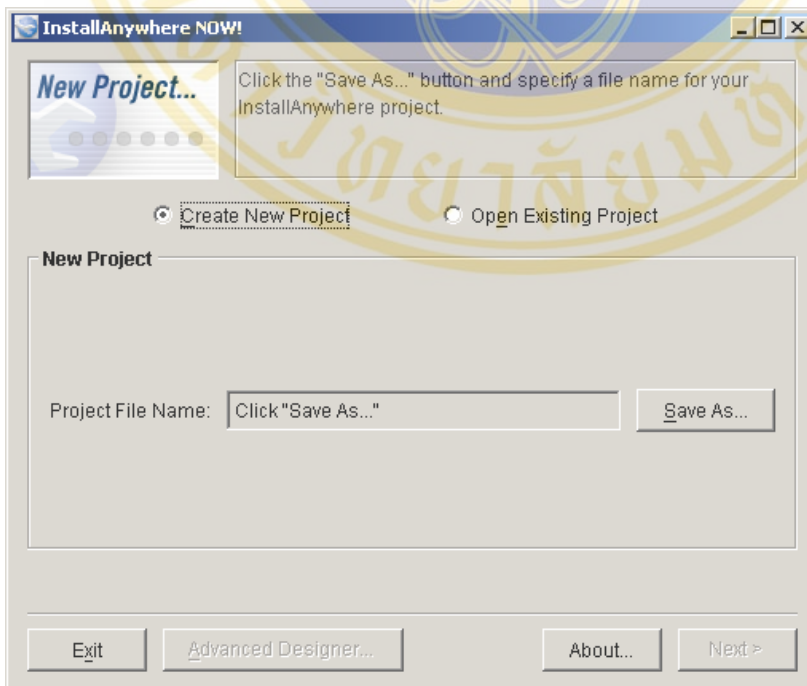 InstallAnywhere NOW!
New Project...
Click the "Save As..." button and specify a file name for your
InstallAnywhere project.
Create New Project
Open Existing Project
New Project
Project File Name:
Click "Save As..."
Save As...
Exit
Advanced Designer...
About...
Next >